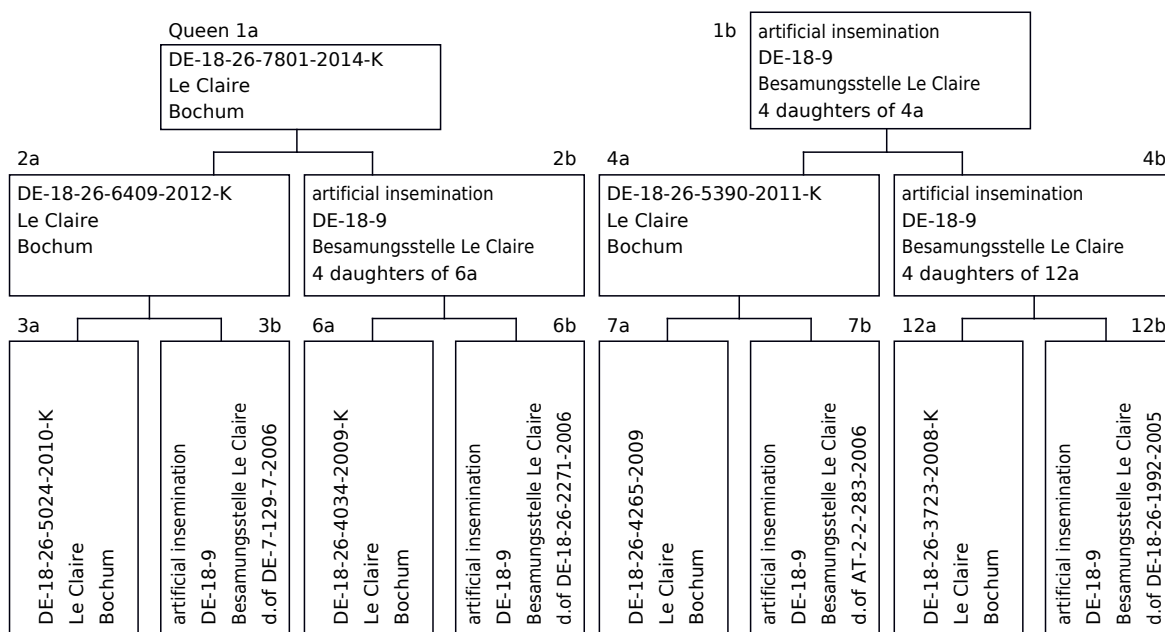 Queen 1a
DE-18-26-7801-2014-K
Le Claire
Bochum
1b
artificial insemination
DE-18-9
Besamungsstelle Le Claire
4 daughters of 4a
2a
DE-18-26-6409-2012-K
Le Claire
Bochum
2b
artificial insemination
DE-18-9
Besamungsstelle Le Claire
4 daughters of 6a
4a
DE-18-26-5390-2011-K
Le Claire
Bochum
4b
artificial insemination
DE-18-9
Besamungsstelle Le Claire
4 daughters of 12a
3a
DE-18-26-5024-2010-K
Le Claire
Bochum
3b
artificial insemination
DE-18-9
Besamungsstelle Le Claire
d.of DE-7-129-7-2006
6a
DE-18-26-4034-2009-K
Le Claire
Bochum
6b
artificial insemination
DE-18-9
Besamungsstelle Le Claire
d.of DE-18-26-2271-2006
7a
DE-18-26-4265-2009
Le Claire
Bochum
7b
artificial insemination
DE-18-9
Besamungsstelle Le Claire
d.of AT-2-2-283-2006
12a
DE-18-26-3723-2008-K
Le Claire
Bochum
12b
artificial insemination
DE-18-9
Besamungsstelle Le Claire
d.of DE-18-26-1992-2005